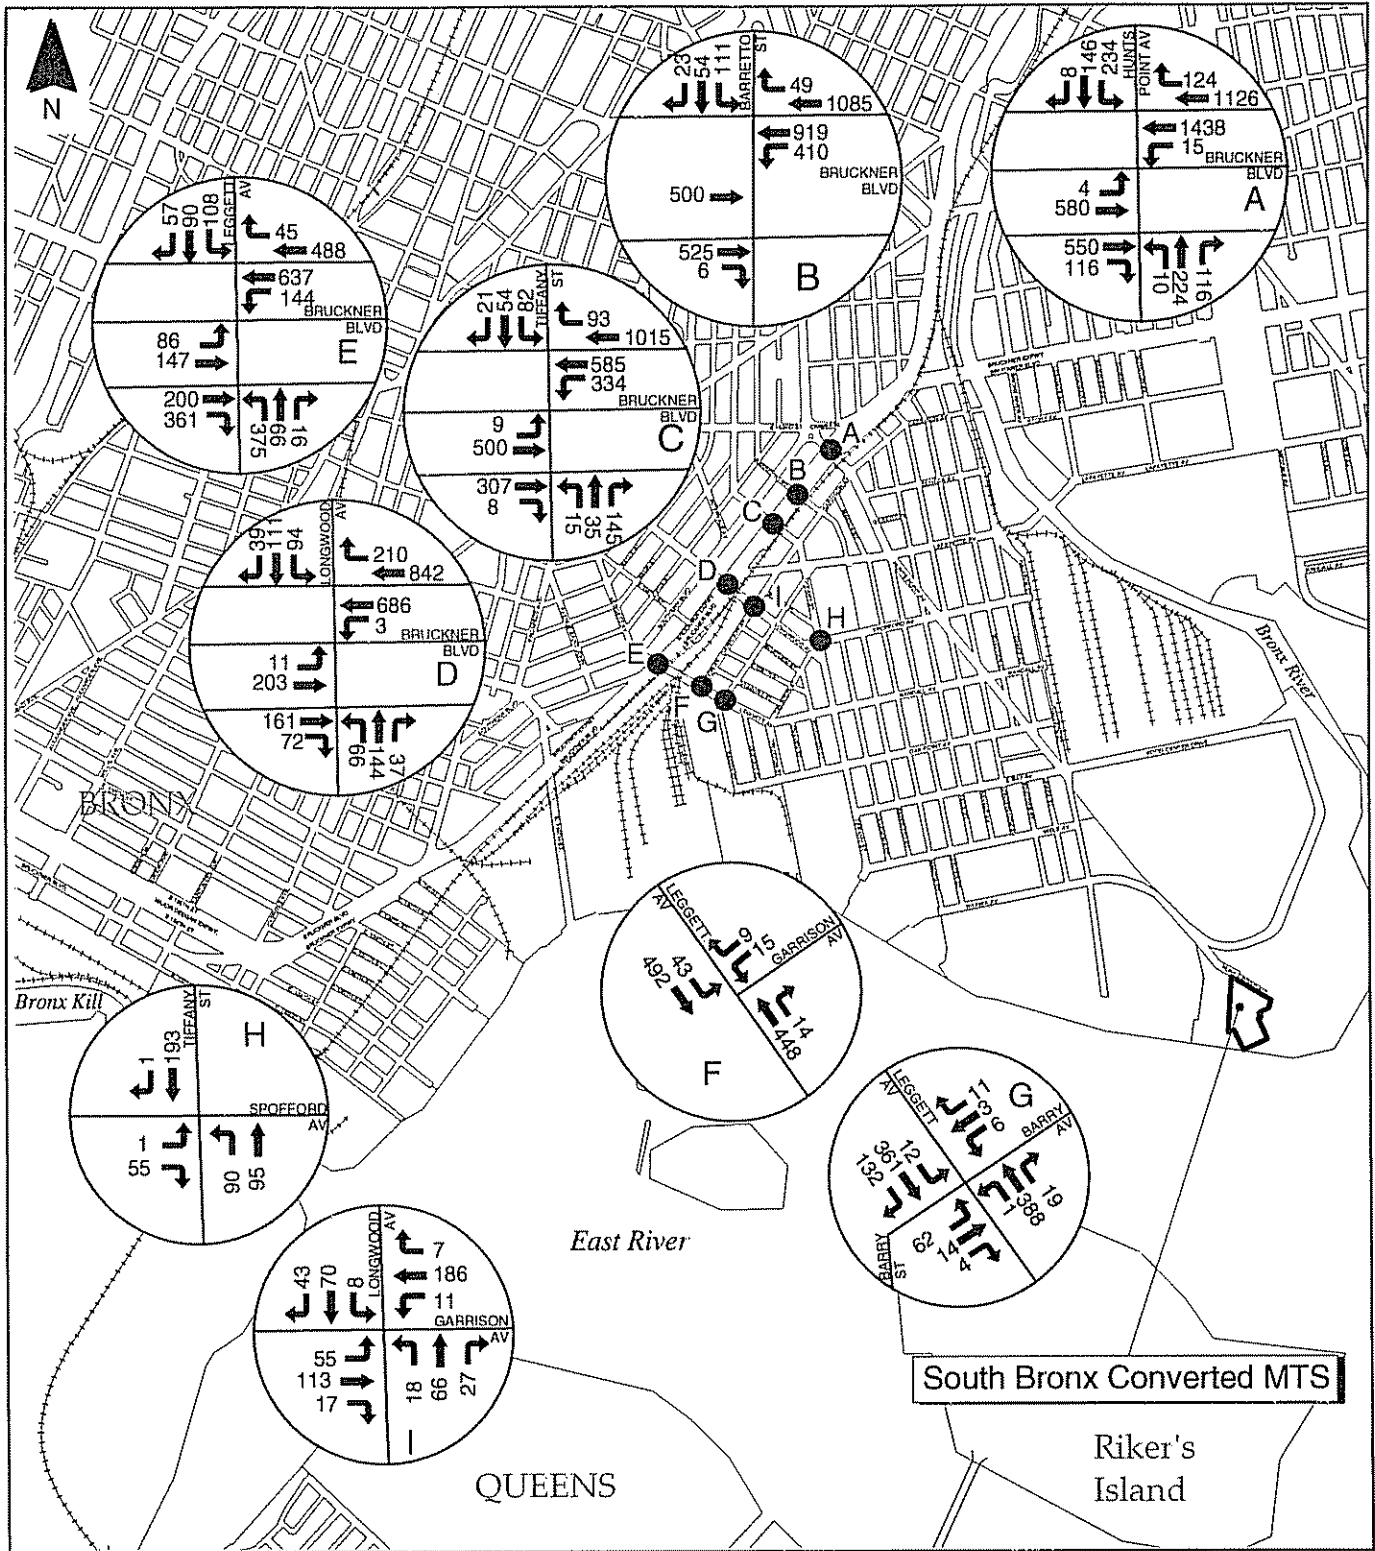 N
BRONX
Bronx Kill
East River
QUEENS
Bronx River
Riker's
Island
South Bronx Converted MTS
A
B
C
D
E
F
G
H
I
8
146
234
HUNTS
POINT AV
124
1126
1438
15
BRUCKNER
BLVD
4
580
A
550
116
10
224
116
23
54
111
BARRETTO
ST
49
1085
919
410
BRUCKNER
BLVD
500
525
6
B
21
54
82
TIFFANY
ST
93
1015
585
334
BRUCKNER
BLVD
9
500
C
307
8
15
35
145
39
111
94
LONGWOOD
AV
210
842
686
3
BRUCKNER
BLVD
11
203
D
161
72
66
144
37
57
90
108
LEGGETT
AV
45
488
637
144
BRUCKNER
BLVD
86
147
E
200
361
375
66
16
LEGGETT
AV
9
15
GARRISON
AV
43
492
14
448
F
LEGGETT
AV
11
13
6
G
BARRY
AV
12
361
132
19
388
1
62
14
4
BARRY
ST
1
193
TIFFANY
ST
H
SPOFFORD
AV
1
55
90
95
43
70
8
LONGWOOD
AV
7
186
11
GARRISON
AV
55
113
17
18
66
27
I